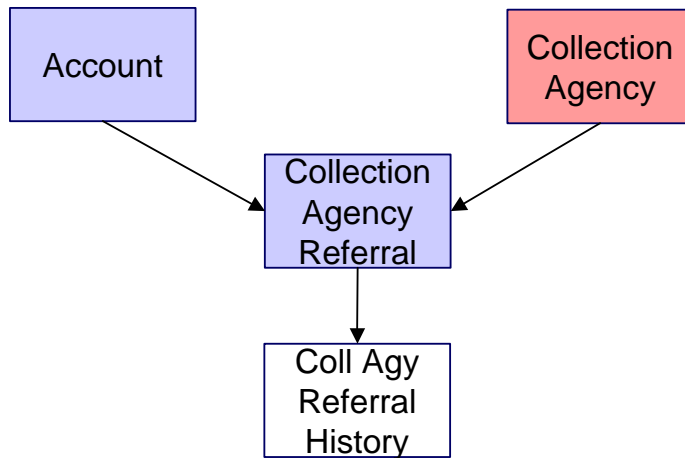 Account
Collection
Agency
Collection
Agency
Referral
Coll Agy
Referral
History